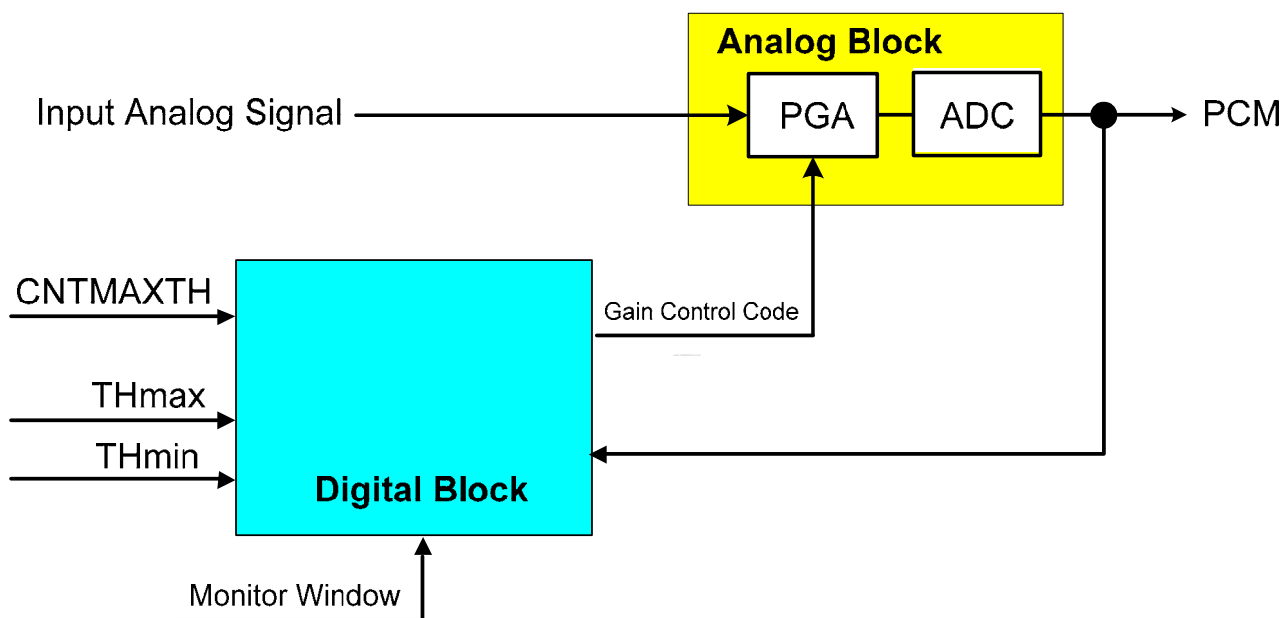 Analog Block
Input Analog Signal
PGA
ADC
PCM
CNTMAXTH
Gain Control Code
THmax
THmin
Digital Block
Monitor Window